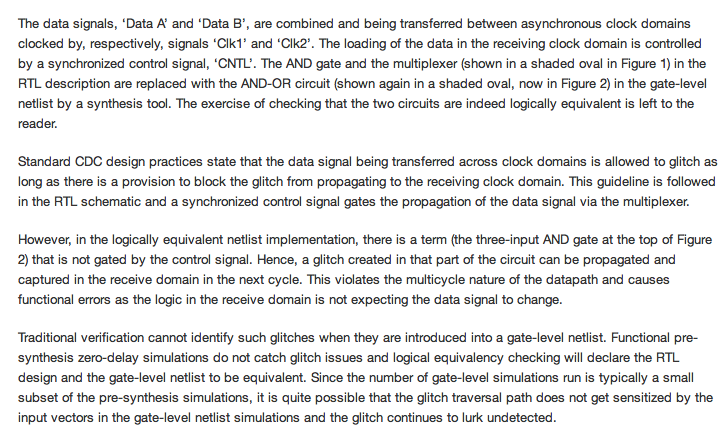 The data signals, ‘Data A’ and ‘Data B’, are combined and being transferred between asynchronous clock domains
clocked by, respectively, signals ‘Clk1’ and ‘Clk2’. The loading of the data in the receiving clock domain is controlled
by a synchronized control signal, ‘CNTL’. The AND gate and the multiplexer (shown in a shaded oval in Figure 1) in the
RTL description are replaced with the AND-OR circuit (shown again in a shaded oval, now in Figure 2) in the gate-level
netlist by a synthesis tool. The exercise of checking that the two circuits are indeed logically equivalent is left to the
reader.
Standard CDC design practices state that the data signal being transferred across clock domains is allowed to glitch as
long as there is a provision to block the glitch from propagating to the receiving clock domain. This guideline is followed
in the RTL schematic and a synchronized control signal gates the propagation of the data signal via the multiplexer.
However, in the logically equivalent netlist implementation, there is a term (the three-input AND gate at the top of Figure
2) that is not gated by the control signal. Hence, a glitch created in that part of the circuit can be propagated and
captured in the receive domain in the next cycle. This violates the multicycle nature of the datapath and causes
functional errors as the logic in the receive domain is not expecting the data signal to change.
Traditional verification cannot identify such glitches when they are introduced into a gate-level netlist. Functional pre-
synthesis zero-delay simulations do not catch glitch issues and logical equivalency checking will declare the RTL
design and the gate-level netlist to be equivalent. Since the number of gate-level simulations run is typically a small
subset of the pre-synthesis simulations, it is quite possible that the glitch traversal path does not get sensitized by the
input vectors in the gate-level netlist simulations and the glitch continues to lurk undetected.